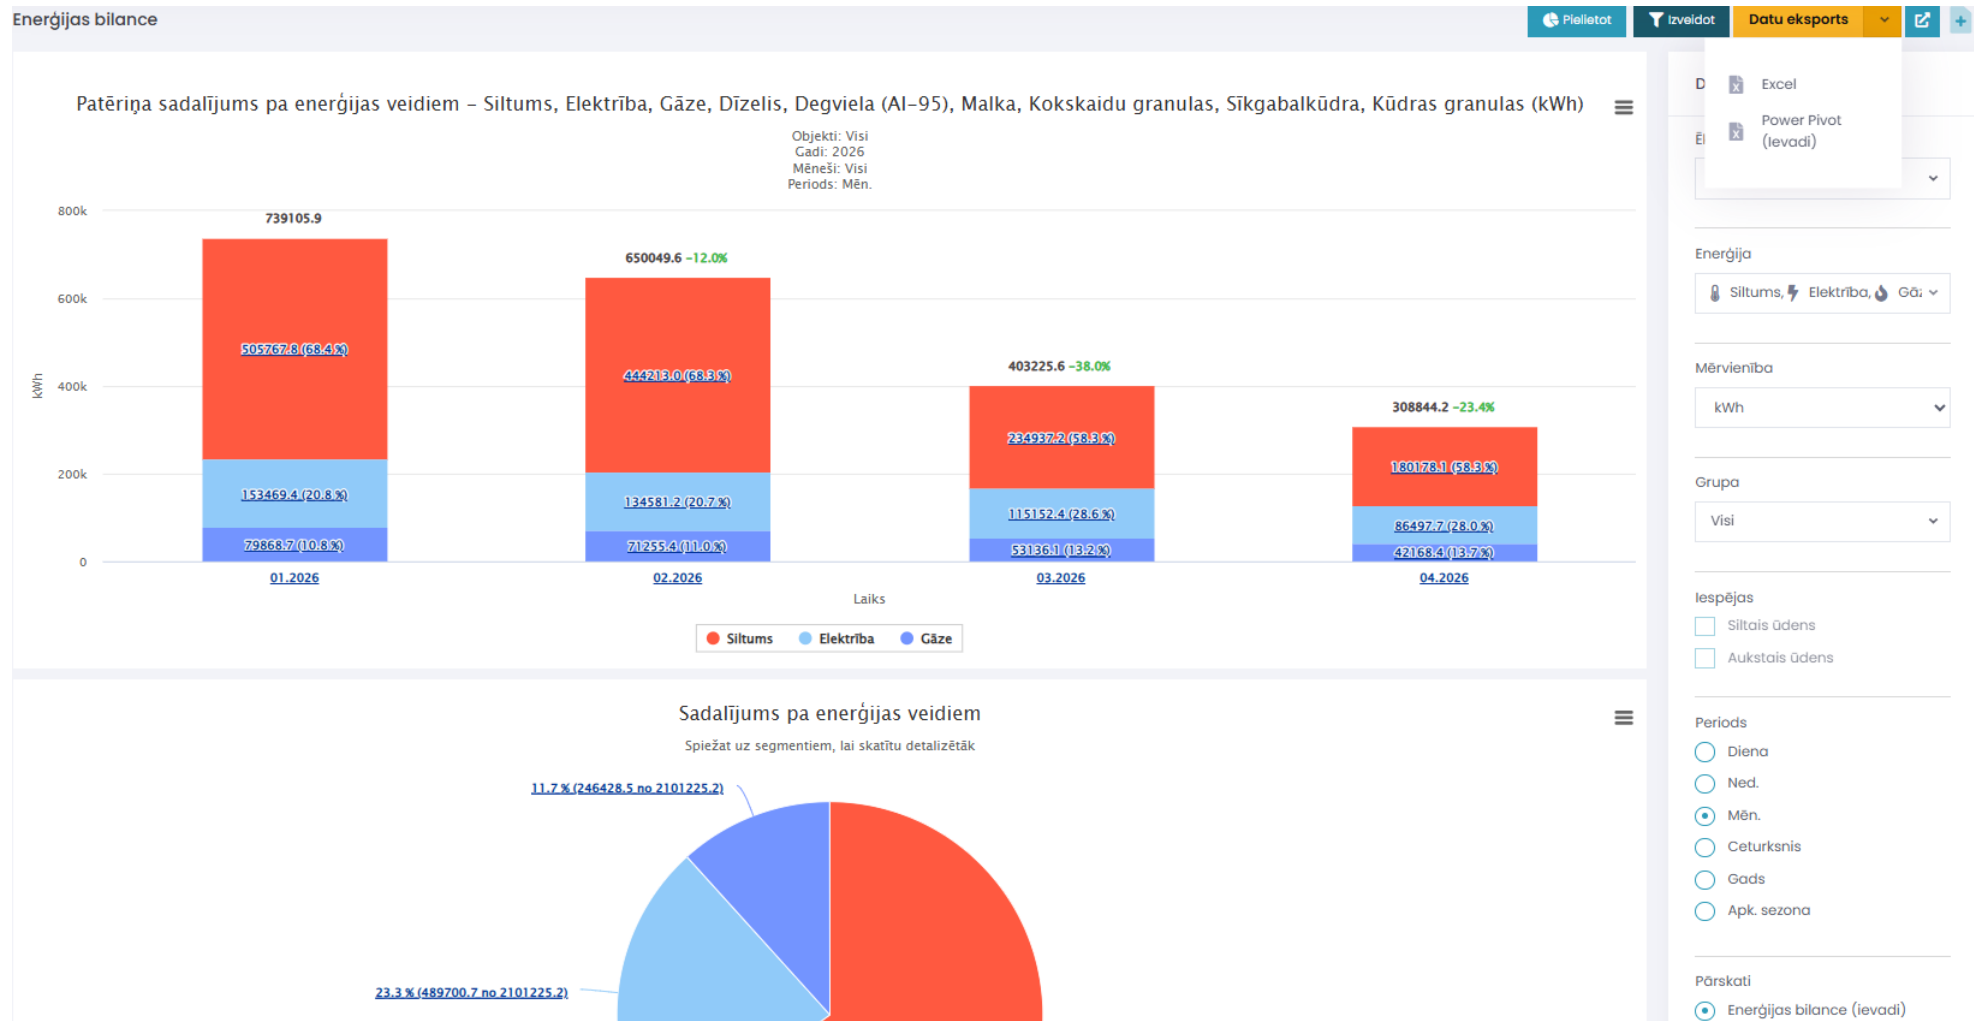 Enerģijas bilance
Pielietot
Izveidot
Datu eksports
Excel
Power Pivot
(Ievadi)
Patēriņa sadalījums pa enerģijas veidiem – Siltums, Elektrība, Gāze, Dīzelis, Degviela (AI-95), Malka, Kokskaidu granulas, Sīkgabalkūdra, Kūdras granulas (kWh)
Objekti: Visi
Gadi: 2026
Mēneši: Visi
Periods: Mēn.
800k
600k
400k
200k
0
kWh
739105.9
505767.8 (68.4 %)
153469.4 (20.8 %)
79868.7 (10.8 %)
01.2026
650049.6 -12.0%
444213.0 (68.3 %)
134581.2 (20.7 %)
71255.4 (11.0 %)
02.2026
403225.6 -38.0%
234937.2 (58.3 %)
115152.4 (28.6 %)
53136.1 (13.2 %)
03.2026
308844.2 -23.4%
180178.1 (58.3 %)
86497.7 (28.0 %)
42168.4 (13.7 %)
04.2026
Laiks
Siltums
Elektrība
Gāze
Sadalījums pa enerģijas veidiem
Spiežat uz segmentiem, lai skatītu detalizētāk
11.7 % (246428.5 no 2101225.2)
23.3 % (489700.7 no 2101225.2)
Enerģija
Siltums, Elektrība,
Mērvienība
kWh
Grupa
Visi
Iespējas
Siltais ūdens
Aukstais ūdens
Periods
Diena
Ned.
Mēn.
Ceturksnis
Gads
Apk. sezona
Pārskati
Enerģijas bilance (ievadi)